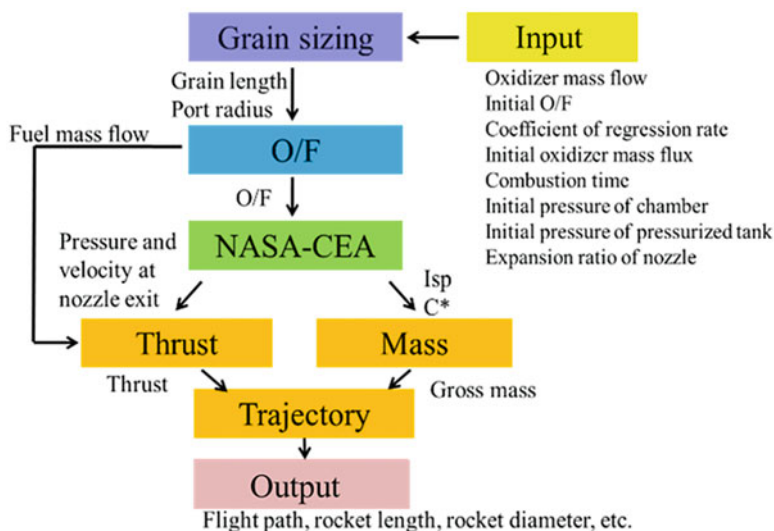 Grain sizing
Input
Grain length
Port radius
Oxidizer mass flow
Initial O/F
Coefficient of regression rate
Initial oxidizer mass flux
Combustion time
Initial pressure of chamber
Initial pressure of pressurized tank
Expansion ratio of nozzle
Fuel mass flow
O/F
O/F
NASA-CEA
Pressure and
velocity at
nozzle exit
Isp
C*
Thrust
Mass
Thrust
Gross mass
Trajectory
Output
Flight path, rocket length, rocket diameter, etc.